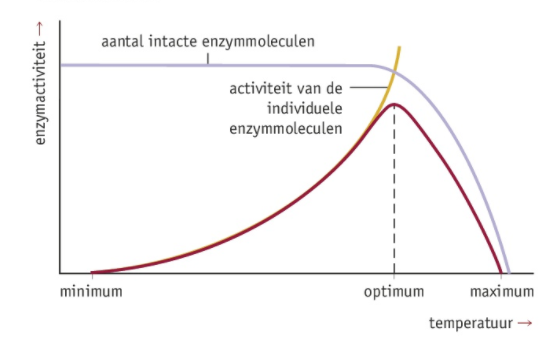 enzymactiviteit →
aantal intacte enzymmoleculen
activiteit van de
individuele
enzymmoleculen
minimum
optimum
maximum
temperatuur →